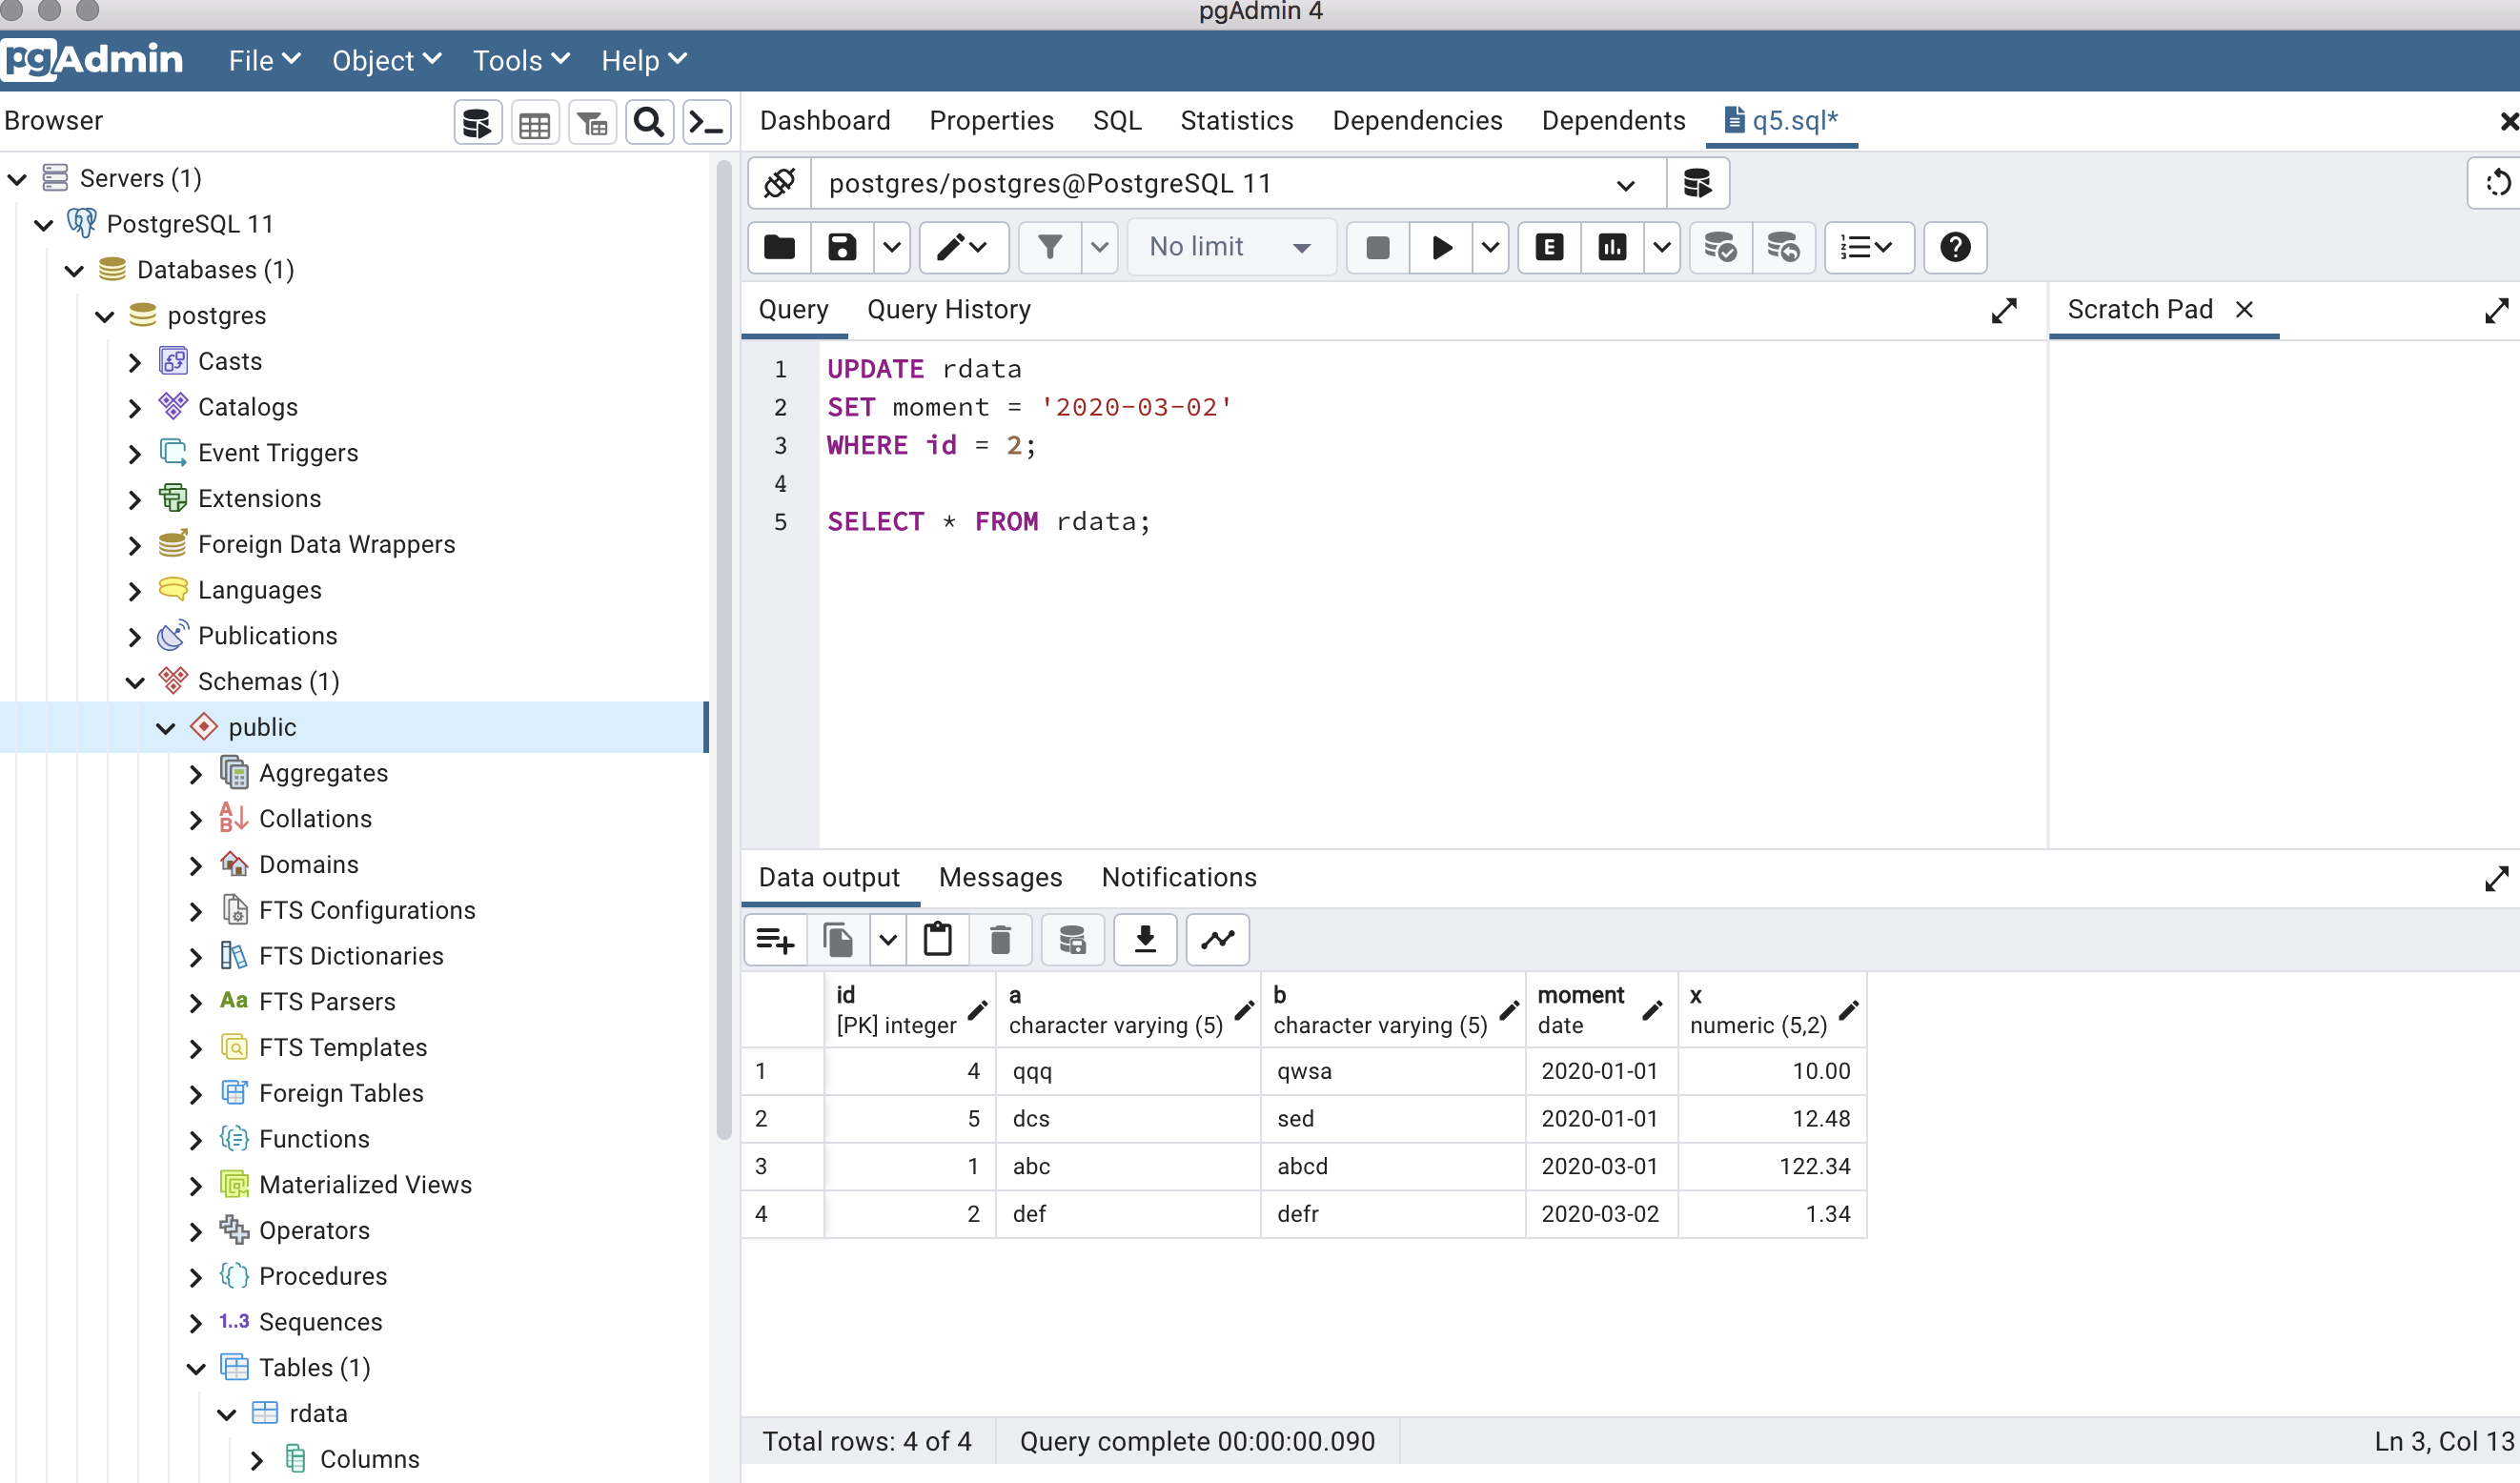 pgAdmin 4
pgAdmin File Object Tools Help
Browser
Servers (1)
PostgreSQL 11
Databases (1)
postgres
Casts
Catalogs
Event Triggers
Extensions
Foreign Data Wrappers
Languages
Publications
Schemas (1)
public
Aggregates
Collations
Domains
FTS Configurations
FTS Dictionaries
Aa FTS Parsers
FTS Templates
Foreign Tables
Functions
Materialized Views
Operators
Procedures
1..3 Sequences
Tables (1)
rdata
Columns
Dashboard Properties SQL Statistics Dependencies Dependents q5.sql*
postgres/postgres@PostgreSQL 11
No limit E
Query Query History
Scratch Pad
1 UPDATE rdata
2 SET moment = '2020-03-02'
3 WHERE id = 2;
4
5 SELECT * FROM rdata;
Data output Messages Notifications
id a b moment x
[PK] integer character varying (5) character varying (5) date numeric (5,2)
1 4 qqq qwsa 2020-01-01 10.00
2 5 dcs sed 2020-01-01 12.48
3 1 abc abcd 2020-03-01 122.34
4 2 def defr 2020-03-02 1.34
Total rows: 4 of 4 Query complete 00:00:00.090 Ln 3, Col 13